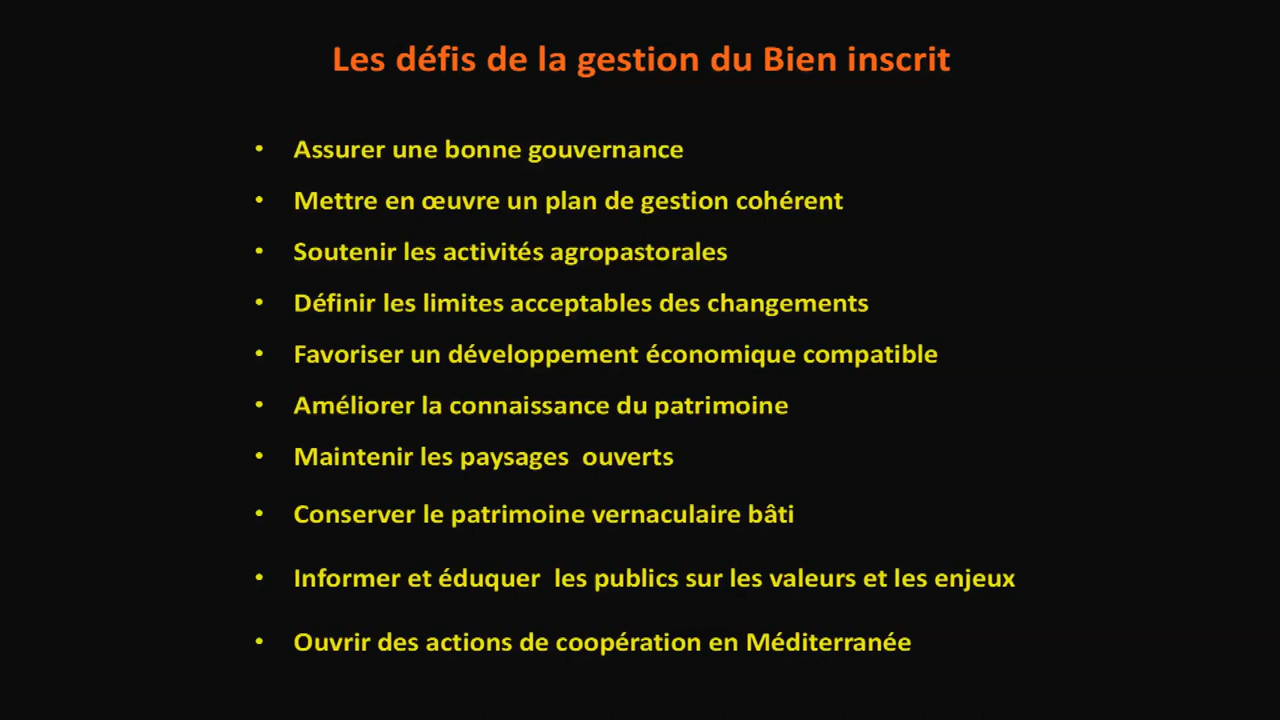 Les défis de la gestion du Bien inscrit
• Assurer une bonne gouvernance
• Mettre en œuvre un plan de gestion cohérent
• Soutenir les activités agropastorales
• Définir les limites acceptables des changements
• Favoriser un développement économique compatible
• Améliorer la connaissance du patrimoine
• Maintenir les paysages  ouverts
• Conserver le patrimoine vernaculaire bâti
• Informer et éduquer  les publics sur les valeurs et les enjeux
• Ouvrir des actions de coopération en Méditerranée